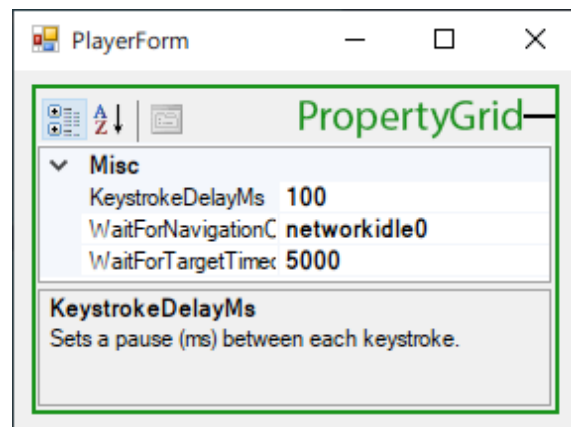 PlayerForm
A
Z
PropertyGrid
Misc
KeystrokeDelayMs 100
WaitForNavigationC networkidle0
WaitForTargetTimec 5000
KeystrokeDelayMs
Sets a pause (ms) between each keystroke.